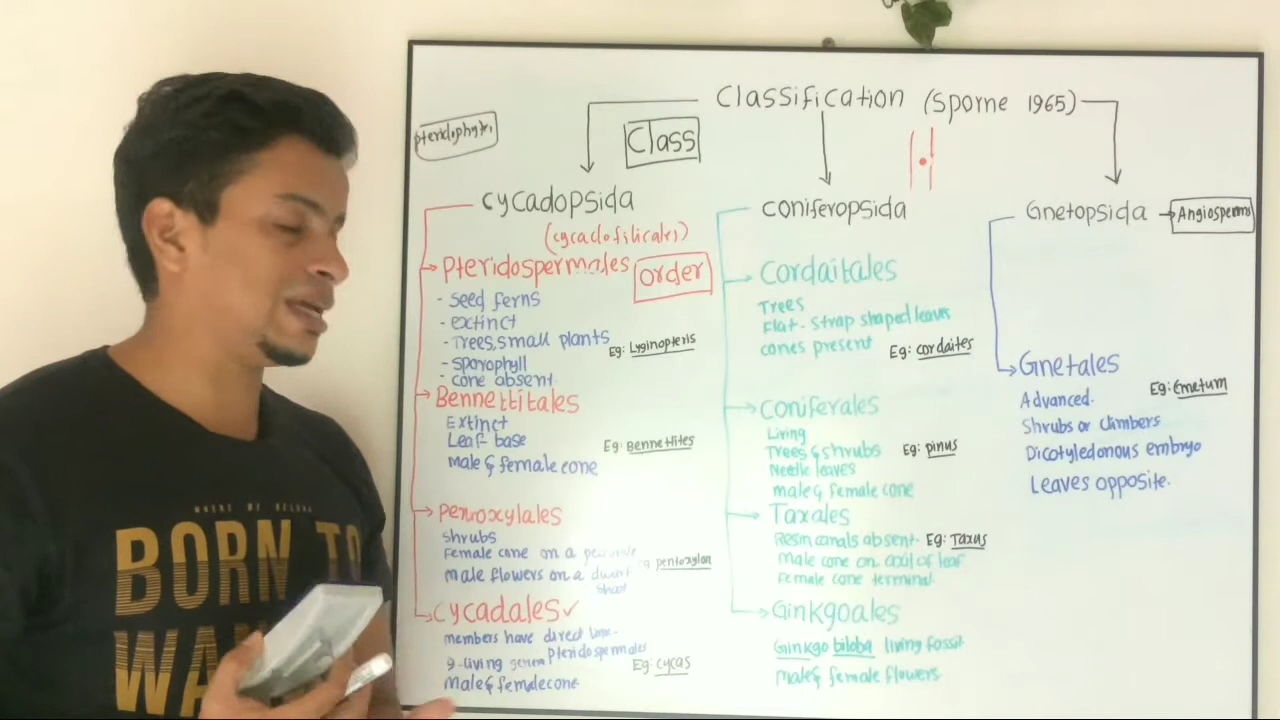 Classification (Sporne 1965)
Class
cycadopsida
(cycadofilicales)
Pteridospermales
order
- seed ferns
- extinct
- Trees, small plants
Eg: Lyginopteris
- sporophyll
- cone absent
Bennettitales
Extinct
Leaf base
Eg: Bennettites
Male & female cone
Pentoxylales
shrubs
Female cone on a
eg pentoxylon
male flowers on a dwarf
shoot
Cycadales ✓
members have direct
Pteridospermales
9-living genera
Eg: cycas
Male & female cone
coniferopsida
Cordaitales
Trees
Flat - strap shaped leaves
cones present
Eg: cordaites
Coniferales
Living
Trees & shrubs
Eg: pinus
Needle leaves
male & female cone
Taxales
Resin canals absent.
Eg: Taxus
Male cone on axil of leaf
Female cone terminal
Ginkgoales
Ginkgo biloba living fossil
Male & female flowers
Gnetopsida → Angiosperms
Gnetales
Eg: Gnetum
Advanced.
Shrubs or climbers
Dicotyledonous embryo
Leaves opposite.
BORN TO
WA